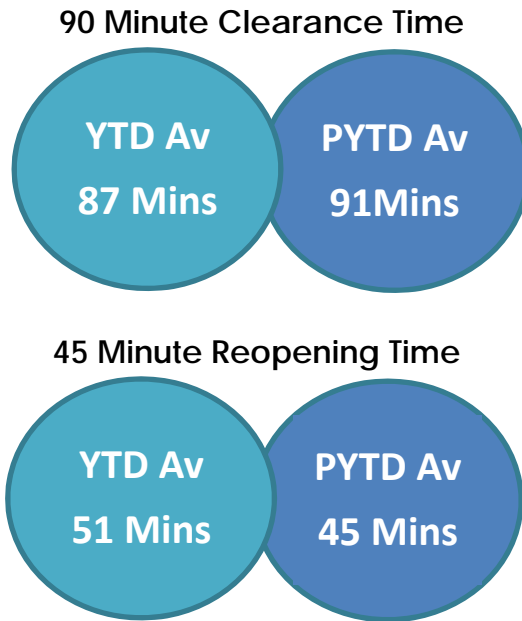 90 Minute Clearance Time
YTD Av
87 Mins
PYTD Av
91Mins
45 Minute Reopening Time
YTD Av
51 Mins
PYTD Av
45 Mins